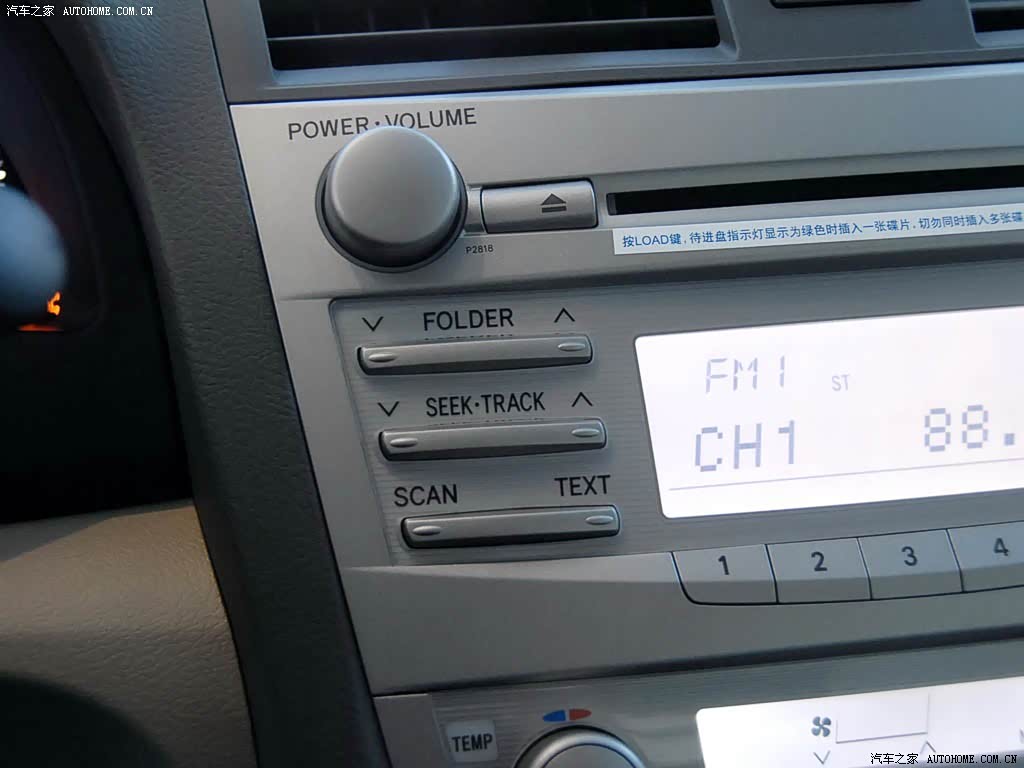 汽车之家 AUTOHOME.COM.CN
POWER·VOLUME
P2818
按LOAD键,待进盘指示灯显示为绿色时插入一张碟片,切勿同时插入多张碟
FOLDER
SEEK·TRACK
SCAN TEXT
FM1 ST
CH1 88.
1 2 3 4
TEMP
汽车之家 AUTOHOME.COM.CN